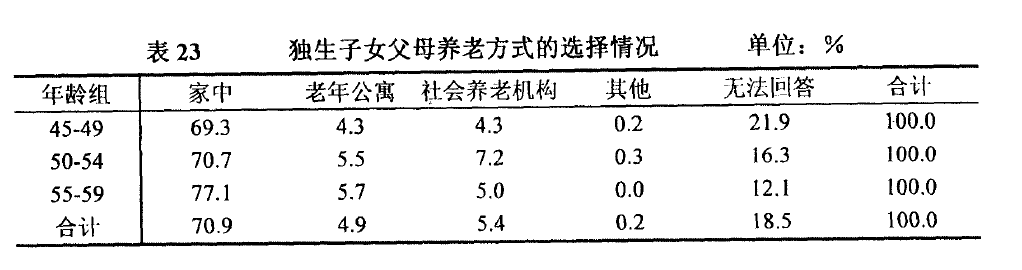 表 23 独生子女父母养老方式的选择情况 单位：%
年龄组 家中 老年公寓 社会养老机构 其他 无法回答 合计
45-49 69.3 4.3 4.3 0.2 21.9 100.0
50-54 70.7 5.5 7.2 0.3 16.3 100.0
55-59 77.1 5.7 5.0 0.0 12.1 100.0
合计 70.9 4.9 5.4 0.2 18.5 100.0